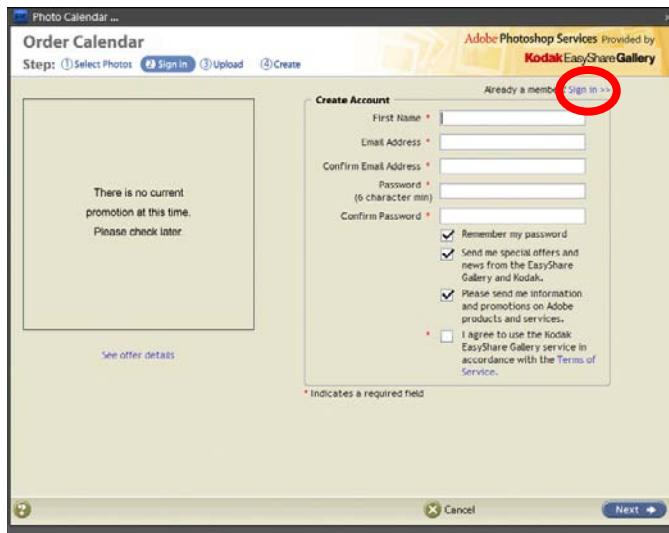 Photo Calendar ...
Order Calendar
Adobe Photoshop Services Provided by
Kodak EasyShare Gallery
Step: 1 Select Photos 2 Sign In 3 Upload 4 Create
Already a member? Sign in >>
Create Account
First Name *
Email Address *
Confirm Email Address *
Password *
(6 character min)
Confirm Password *
There is no current
promotion at this time.
Please check later.
See offer details
Remember my password
Send me special offers and
news from the EasyShare
Gallery and Kodak.
Please send me information
and promotions on Adobe
products and services.
* I agree to use the Kodak
EasyShare Gallery service in
accordance with the Terms of
Service.
* Indicates a required field
? Cancel Next